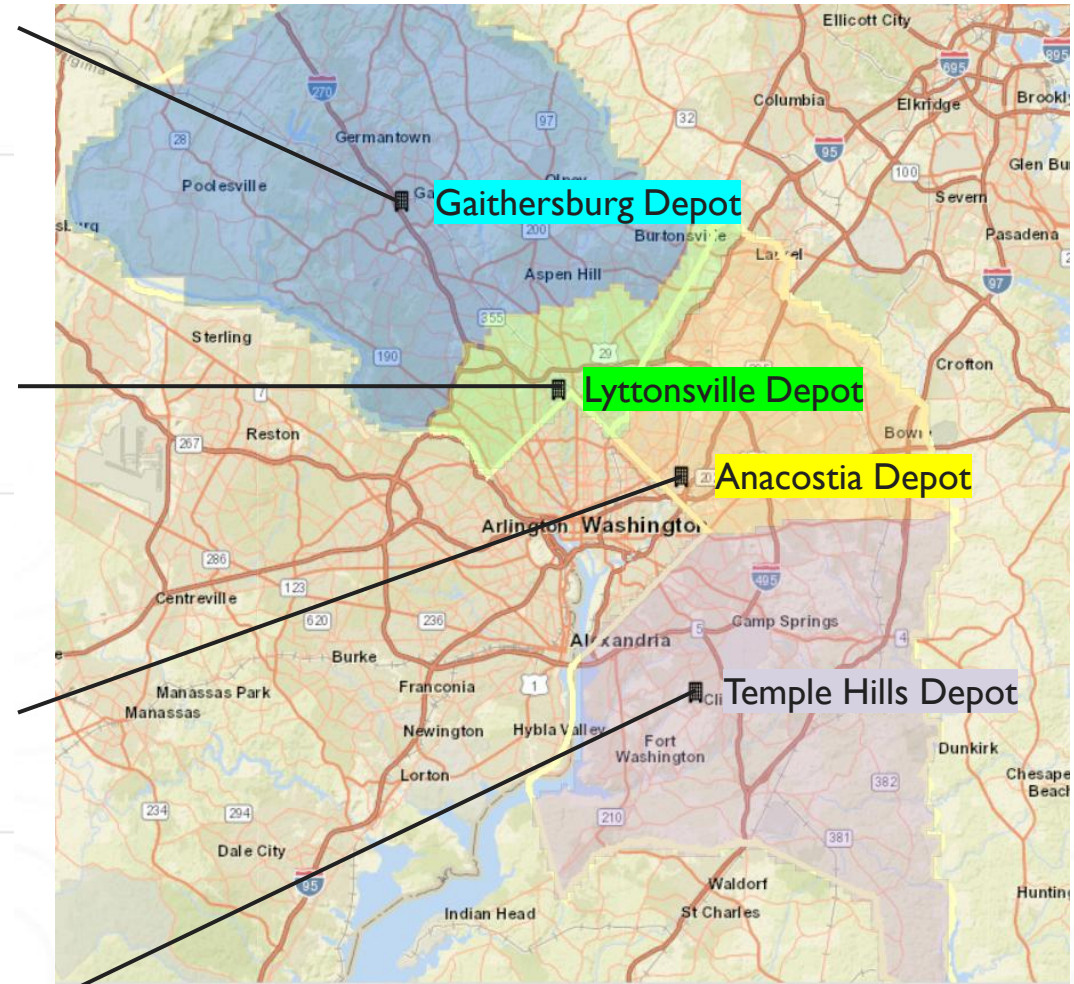 Ellicott City
895
695
270
Columbia
Elkridge
97
32
Germantown
28
95
100
Glen Bu
Poolesville
Severn
Gaithersburg Depot
200
Burtonsville
Pasadena
Laurel
Aspen Hill
97
355
Sterling
29
190
Crofton
7
Lyttonsville Depot
Reston
267
Anacostia Depot
Arlington
Washington
286
123
495
Centreville
620
236
5
Camp Springs
Alexandria
4
Burke
Franconia
1
Manassas Park
Temple Hills Depot
Manassas
Newington
Hybla Valley
Fort
Washington
Dunkirk
Lorton
Chesape
Beach
382
234
294
210
381
Dale City
95
Waldorf
Indian Head
St Charles